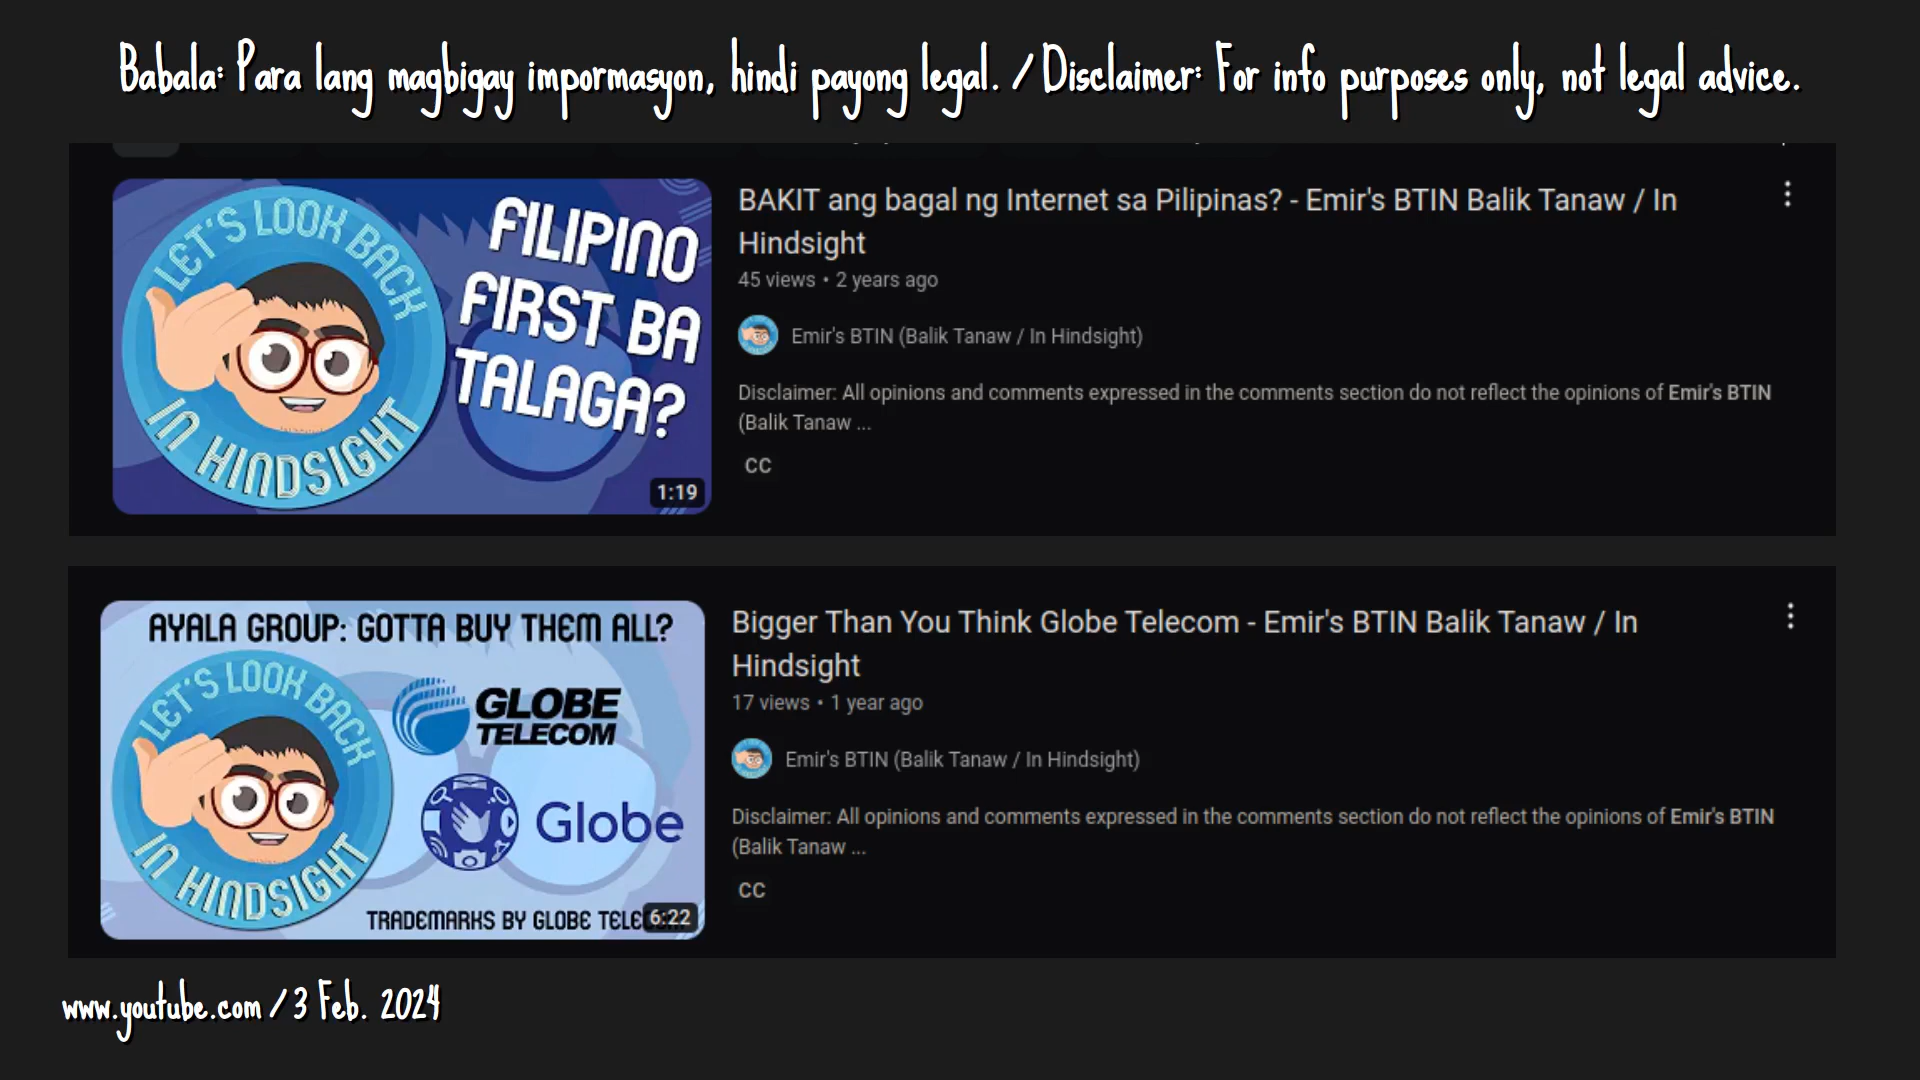 Babala: Para lang magbigay impormasyon, hindi payong legal. / Disclaimer: For info purposes only, not legal advice.
LET'S LOOK BACK
IN HINDSIGHT
FILIPINO
FIRST BA
TALAGA?
1:19
BAKIT ang bagal ng Internet sa Pilipinas? - Emir's BTIN Balik Tanaw / In
Hindsight
45 views • 2 years ago
Emir's BTIN (Balik Tanaw / In Hindsight)
Disclaimer: All opinions and comments expressed in the comments section do not reflect the opinions of Emir's BTIN
(Balik Tanaw ...
CC
AYALA GROUP: GOTTA BUY THEM ALL?
LET'S LOOK BACK
IN HINDSIGHT
GLOBE
TELECOM
Globe
TRADEMARKS BY GLOBE
6:22
Bigger Than You Think Globe Telecom - Emir's BTIN Balik Tanaw / In
Hindsight
17 views • 1 year ago
Emir's BTIN (Balik Tanaw / In Hindsight)
Disclaimer: All opinions and comments expressed in the comments section do not reflect the opinions of Emir's BTIN
(Balik Tanaw ...
CC
www.youtube.com / 3 Feb. 2024